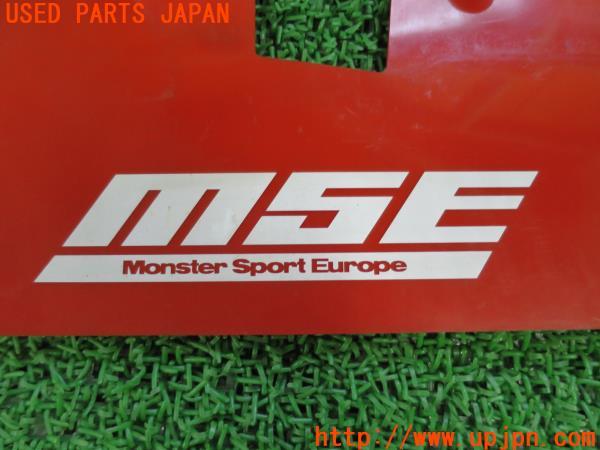 USED PARTS JAPAN
MSE
Monster Sport Europe
http://www.upjpn.com